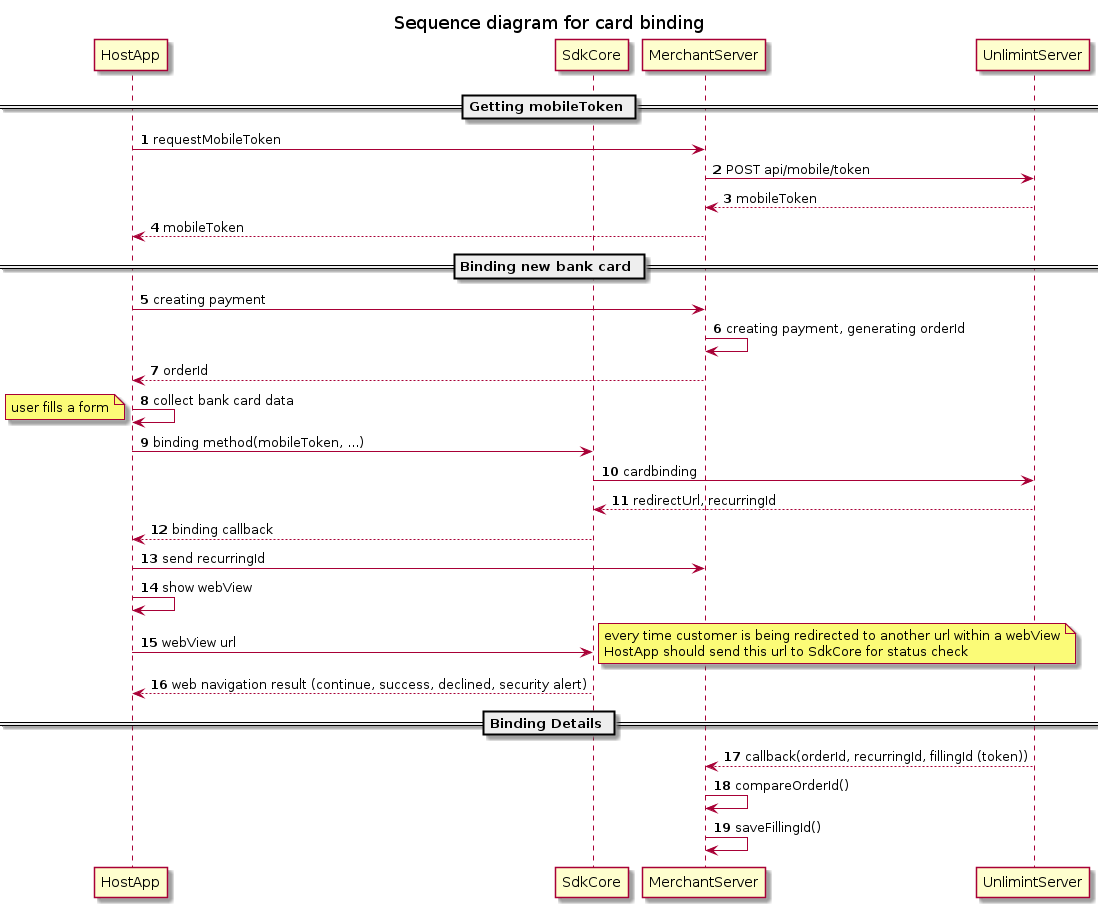 Sequence diagram for card binding
HostApp
SdkCore
MerchantServer
UnlimintServer
Getting mobileToken
1 requestMobileToken
2 POST api/mobile/token
3 mobileToken
4 mobileToken
Binding new bank card
5 creating payment
6 creating payment, generating orderId
7 orderId
user fills a form
8 collect bank card data
9 binding method(mobileToken, ...)
10 cardbinding
11 redirectUrl, recurringId
12 binding callback
13 send recurringId
14 show webView
15 webView url
every time customer is being redirected to another url within a webView
HostApp should send this url to SdkCore for status check
16 web navigation result (continue, success, declined, security alert)
Binding Details
17 callback(orderId, recurringId, fillingId (token))
18 compareOrderId()
19 saveFillingId()
HostApp
SdkCore
MerchantServer
UnlimintServer